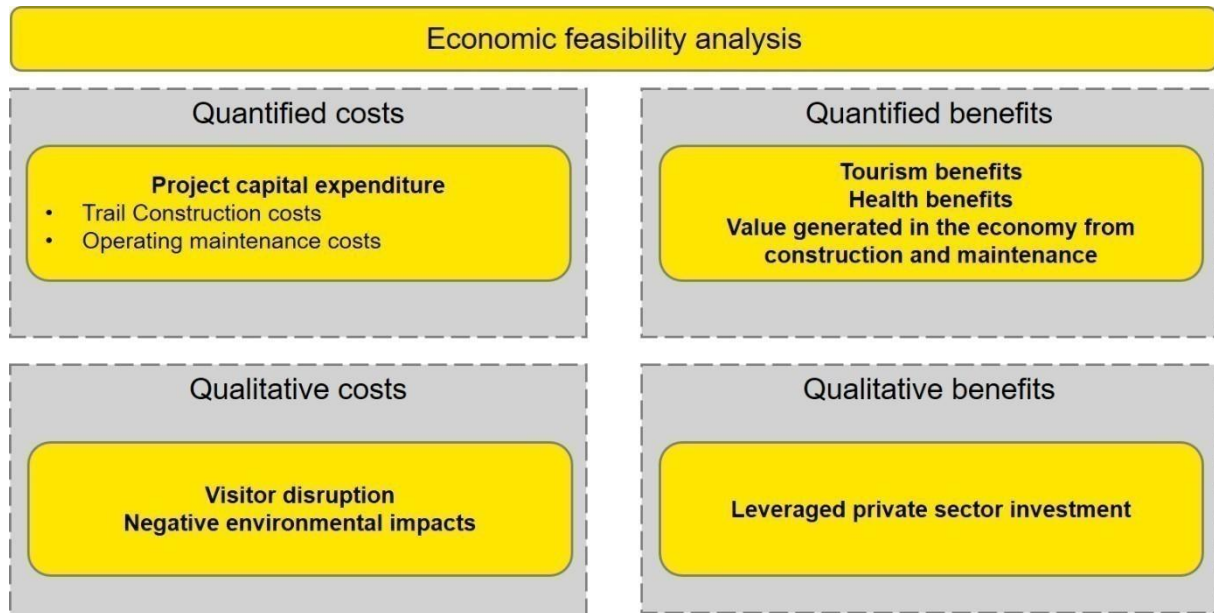 Economic feasibility analysis
Quantified costs
Project capital expenditure
• Trail Construction costs
• Operating maintenance costs
Quantified benefits
Tourism benefits
Health benefits
Value generated in the economy from
construction and maintenance
Qualitative costs
Visitor disruption
Negative environmental impacts
Qualitative benefits
Leveraged private sector investment